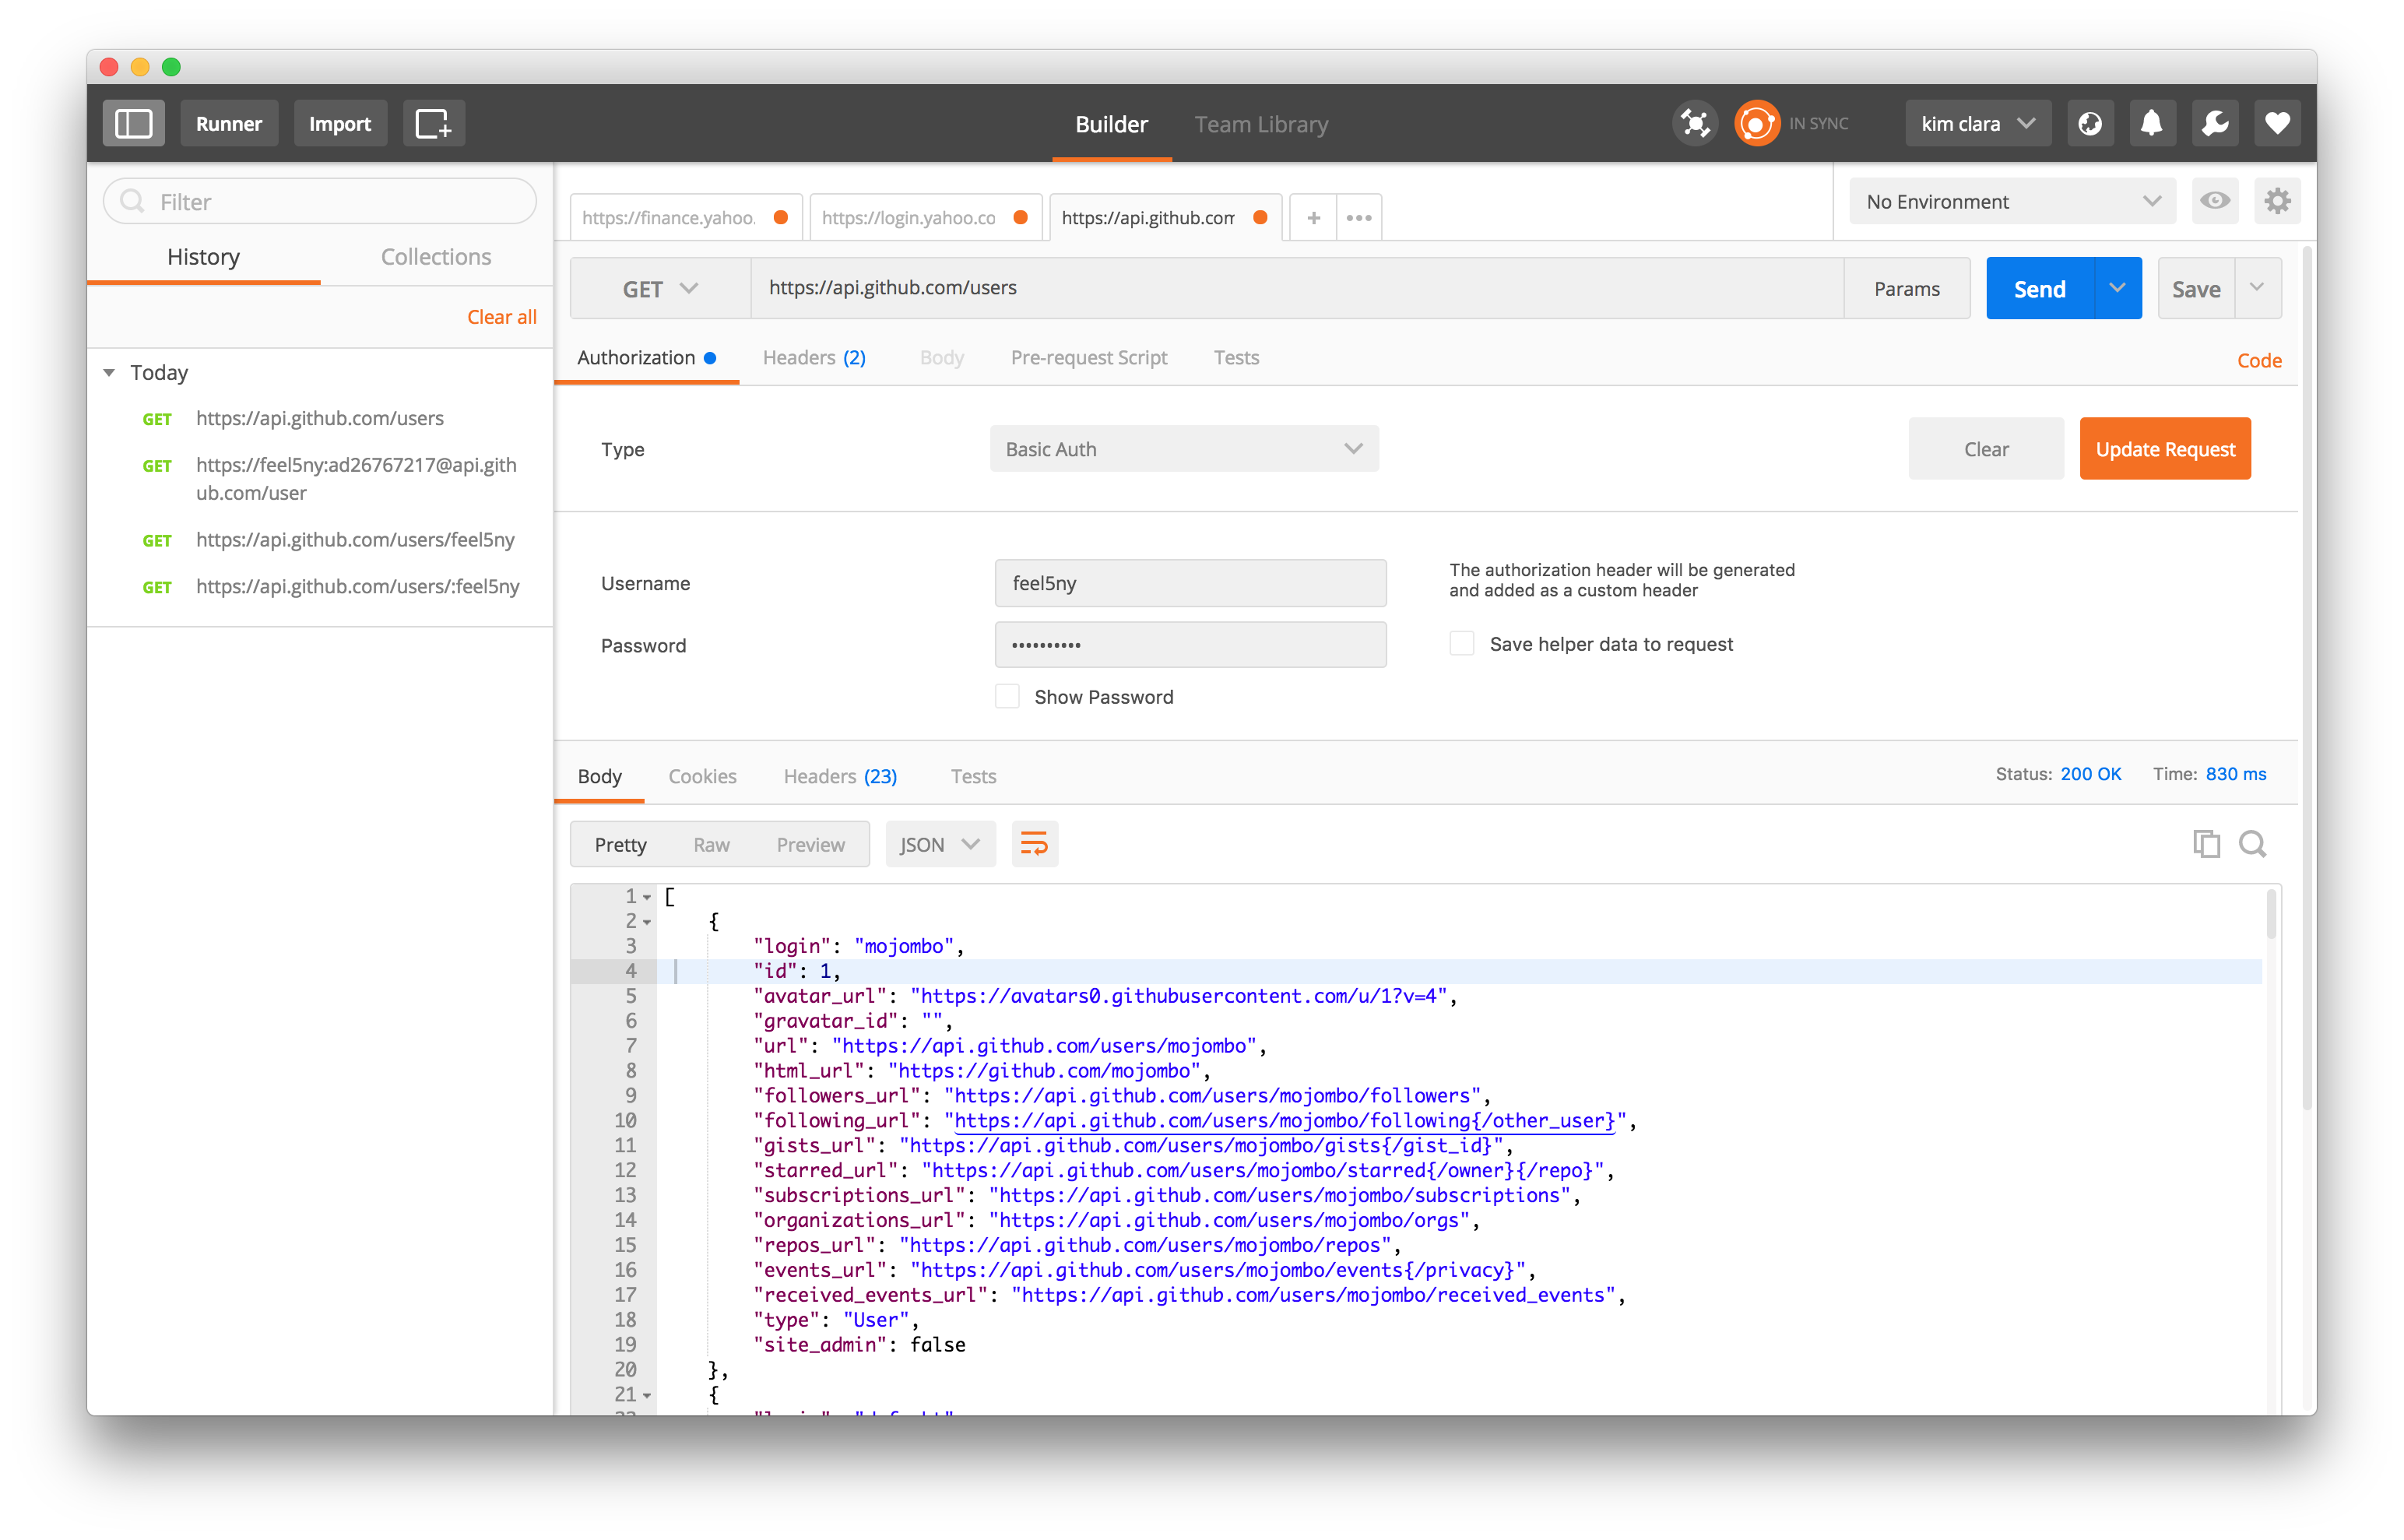 Runner Import Builder Team Library IN SYNC kim clara
Filter
History Collections
Clear all
Today
GET https://api.github.com/users
GET https://feel5ny:ad26767217@api.gith
ub.com/user
GET https://api.github.com/users/feel5ny
GET https://api.github.com/users/:feel5ny
https://finance.yahoo. https://login.yahoo.co https://api.github.com + ••• No Environment
GET https://api.github.com/users Params Send Save
Authorization Headers (2) Body Pre-request Script Tests Code
Type Basic Auth Clear Update Request
Username feel5ny The authorization header will be generated
and added as a custom header
Password •••••••••• Save helper data to request
Show Password
Body Cookies Headers (23) Tests Status: 200 OK Time: 830 ms
Pretty Raw Preview JSON
1 [
2 {
3 "login": "mojombo",
4 "id": 1,
5 "avatar_url": "https://avatars0.githubusercontent.com/u/1?v=4",
6 "gravatar_id": "",
7 "url": "https://api.github.com/users/mojombo",
8 "html_url": "https://github.com/mojombo",
9 "followers_url": "https://api.github.com/users/mojombo/followers",
10 "following_url": "https://api.github.com/users/mojombo/following{/other_user}",
11 "gists_url": "https://api.github.com/users/mojombo/gists{/gist_id}",
12 "starred_url": "https://api.github.com/users/mojombo/starred{/owner}{/repo}",
13 "subscriptions_url": "https://api.github.com/users/mojombo/subscriptions",
14 "organizations_url": "https://api.github.com/users/mojombo/orgs",
15 "repos_url": "https://api.github.com/users/mojombo/repos",
16 "events_url": "https://api.github.com/users/mojombo/events{/privacy}",
17 "received_events_url": "https://api.github.com/users/mojombo/received_events",
18 "type": "User",
19 "site_admin": false
20 },
21 {